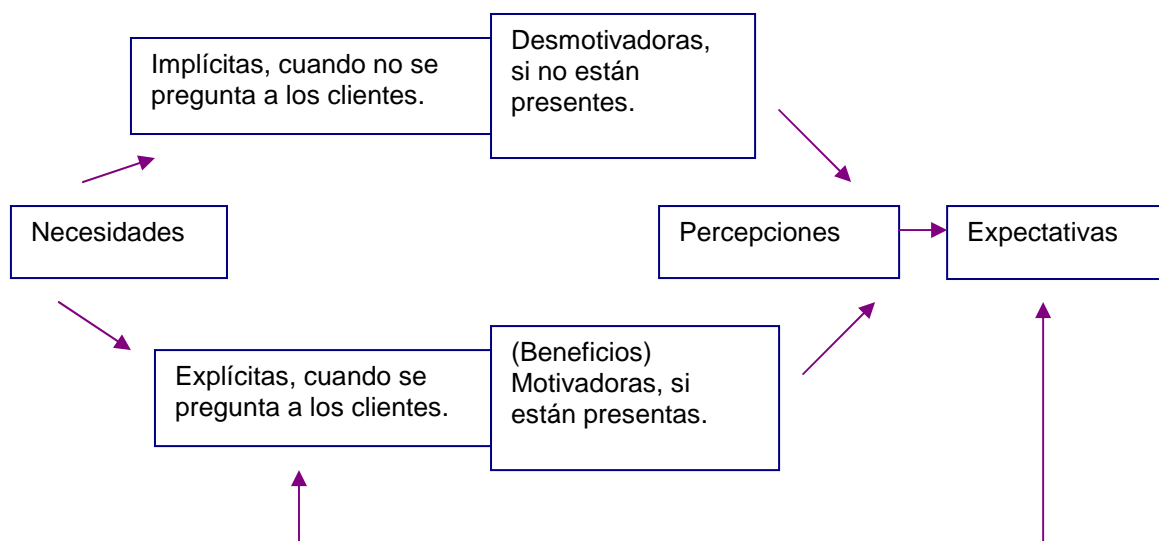 Implícitas, cuando no se
pregunta a los clientes.
Desmotivadoras,
si no están
presentes.
Necesidades
Percepciones
Expectativas
Explícitas, cuando se
pregunta a los clientes.
(Beneficios)
Motivadoras, si
están presentas.